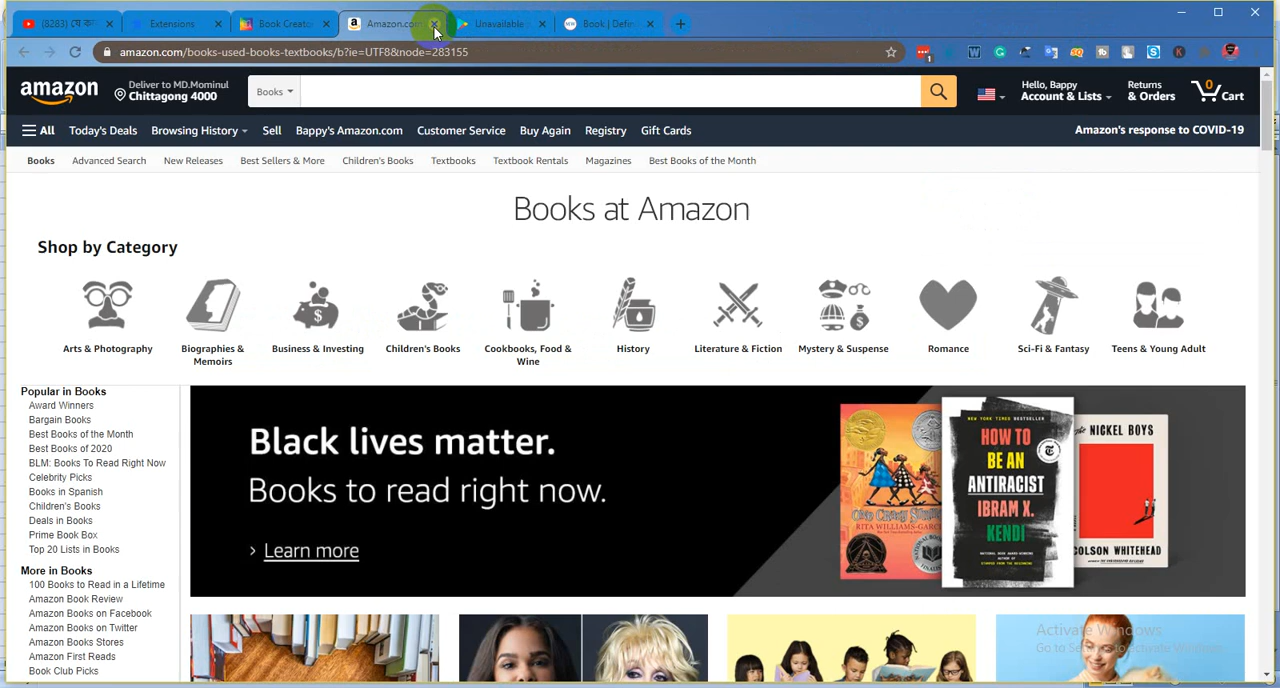 (8283) যে কা
Extensions
Book Creato
Amazon.com
Unavailable
Book | Defin
amazon.com/books-used-books-textbooks/b?ie=UTF8&node=283155
amazon
Deliver to MD.Mominul
Chittagong 4000
Books
Hello, Bappy
Account & Lists
Returns
& Orders
0
Cart
All
Today's Deals
Browsing History
Sell
Bappy's Amazon.com
Customer Service
Buy Again
Registry
Gift Cards
Amazon's response to COVID-19
Books
Advanced Search
New Releases
Best Sellers & More
Children's Books
Textbooks
Textbook Rentals
Magazines
Best Books of the Month
Books at Amazon
Shop by Category
Arts & Photography
Biographies &
Memoirs
Business & Investing
Children's Books
Cookbooks, Food &
Wine
History
Literature & Fiction
Mystery & Suspense
Romance
Sci-Fi & Fantasy
Teens & Young Adult
Popular in Books
Award Winners
Bargain Books
Best Books of the Month
Best Books of 2020
BLM: Books To Read Right Now
Celebrity Picks
Books in Spanish
Children's Books
Deals in Books
Prime Book Box
Top 20 Lists in Books
More in Books
100 Books to Read in a Lifetime
Amazon Book Review
Amazon Books on Facebook
Amazon Books on Twitter
Amazon Books Stores
Amazon First Reads
Book Club Picks
Black lives matter.
Books to read right now.
Learn more
ONE CRAZY SUMMER
RITA WILLIAMS-GARC
NEW YORK TIMES BESTSELLER
HOW TO
BE AN
ANTIRACIST
IBRAM X.
KENDI
NICKEL BOYS
COLSON WHITEHEAD
Activate Windows
Go to Settings to activate Windows.